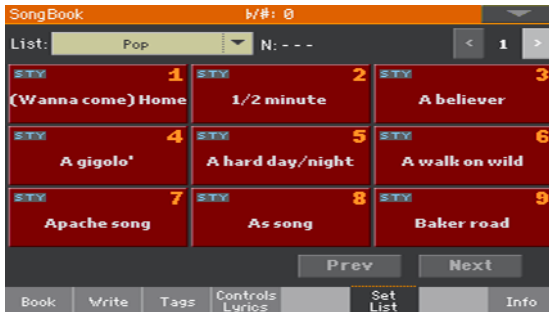 SongBook b/#: 0
List: Pop N: - - -
< 1 >
STY 1 STY 2 STY 3
(Wanna come) Home 1/2 minute A believer
STY 4 STY 5 STY 6
A gigolo' A hard day/night A walk on wild
STY 7 STY 8 STY 9
Apache song As song Baker road
Prev Next
Book Write Tags Controls Lyrics Set List Info